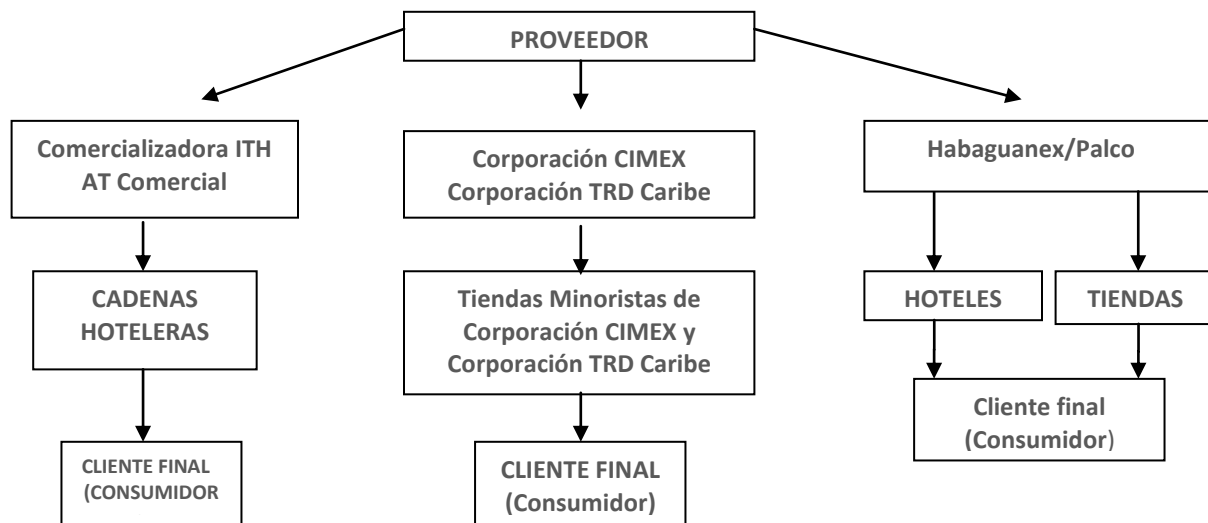 PROVEEDOR
Comercializadora ITH
AT Comercial
Corporación CIMEX
Corporación TRD Caribe
Habaguanex/Palco
CADENAS
HOTELERAS
Tiendas Minoristas de
Corporación CIMEX y
Corporación TRD Caribe
HOTELES
TIENDAS
CLIENTE FINAL
(CONSUMIDOR
CLIENTE FINAL
(Consumidor)
Cliente final
(Consumidor)